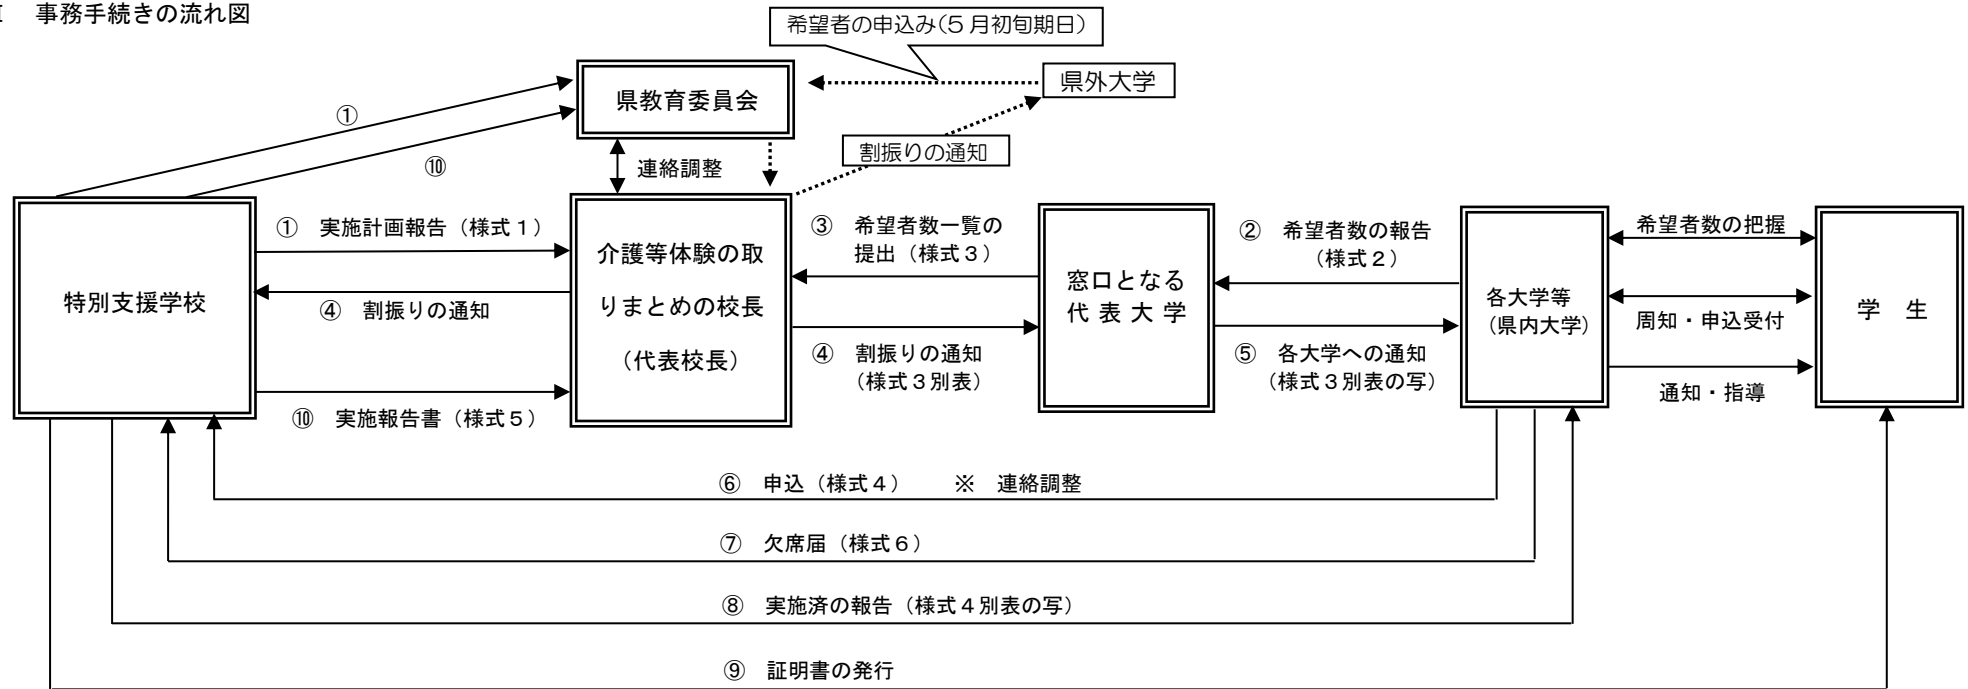 事務手続きの流れ図
希望者の申込み（５月初旬期日）
県教育委員会
県外大学
①
⑩
連絡調整
割振りの通知
特別支援学校
① 実施計画報告（様式１）
④ 割振りの通知
⑩ 実施報告書（様式５）
介護等体験の取
りまとめの校長
（代表校長）
③ 希望者数一覧の
提出（様式３）
④ 割振りの通知
（様式３別表）
窓口となる
代 表 大 学
② 希望者数の報告
（様式２）
⑤ 各大学への通知
（様式３別表の写）
各大学等
（県内大学）
希望者数の把握
周知・申込受付
通知・指導
学 生
⑥ 申込（様式４） ※ 連絡調整
⑦ 欠席届（様式６）
⑧ 実施済の報告（様式４別表の写）
⑨ 証明書の発行